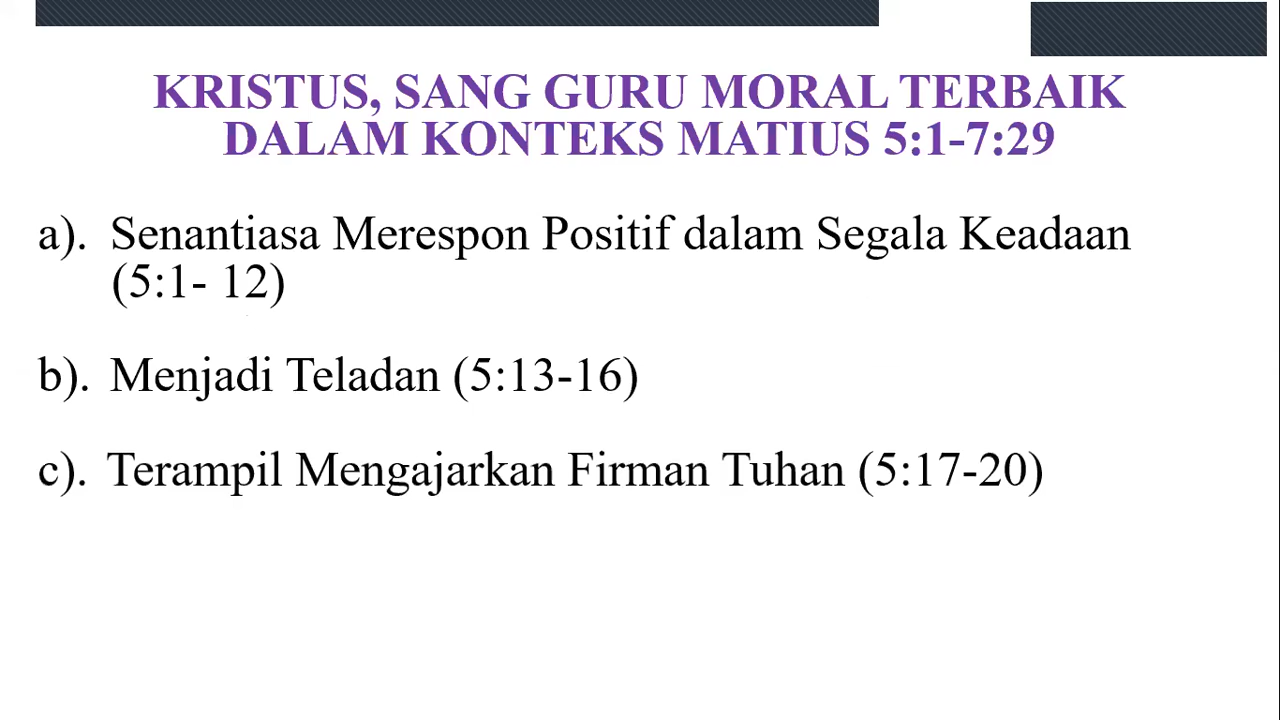 KRISTUS, SANG GURU MORAL TERBAIK
DALAM KONTEKS MATIUS 5:1-7:29
a). Senantiasa Merespon Positif dalam Segala Keadaan
(5:1- 12)
b). Menjadi Teladan (5:13-16)
c). Terampil Mengajarkan Firman Tuhan (5:17-20)